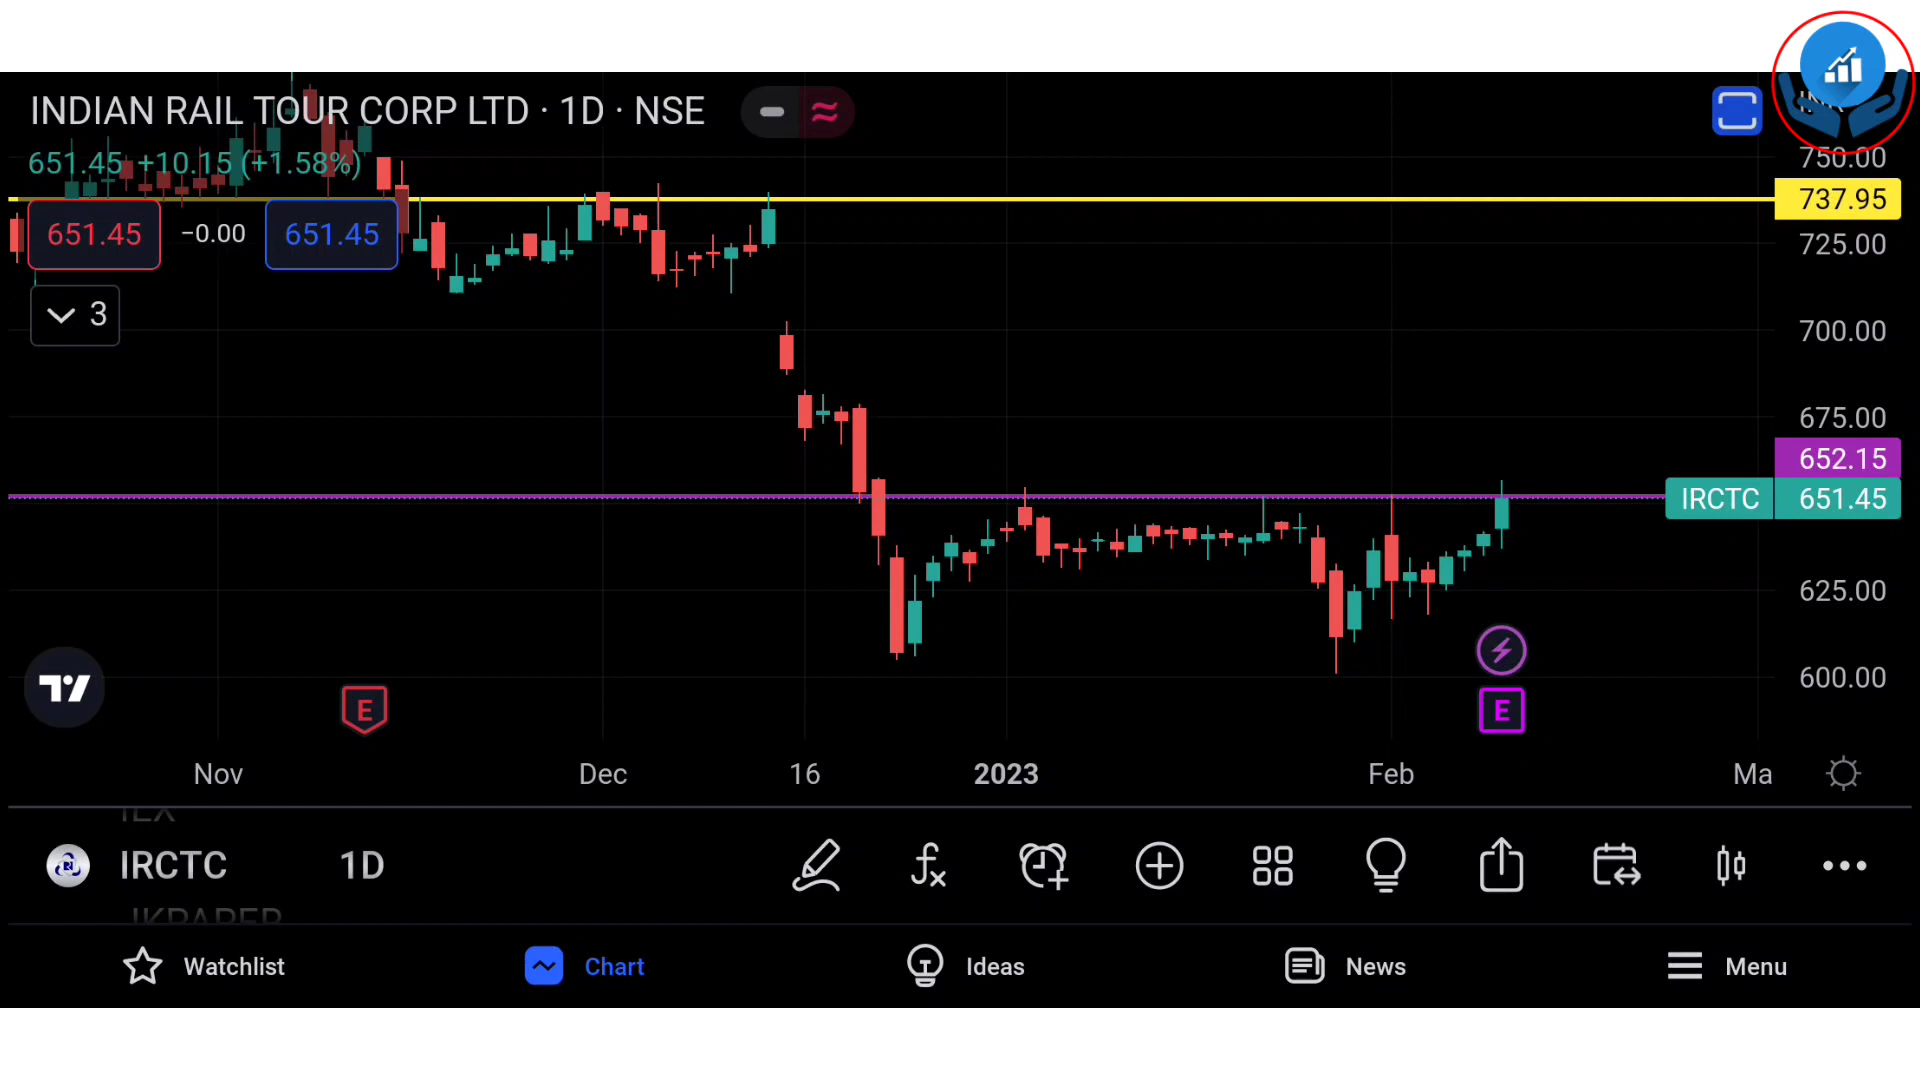 INDIAN RAIL TOUR CORP LTD · 1D · NSE
651.45 +10.15 (+1.58%)
651.45 −0.00 651.45
3
750.00
737.95
725.00
700.00
675.00
652.15
IRCTC 651.45
625.00
600.00
E
E
Nov Dec 16 2023 Feb Ma
IRCTC 1D
Watchlist Chart Ideas News Menu